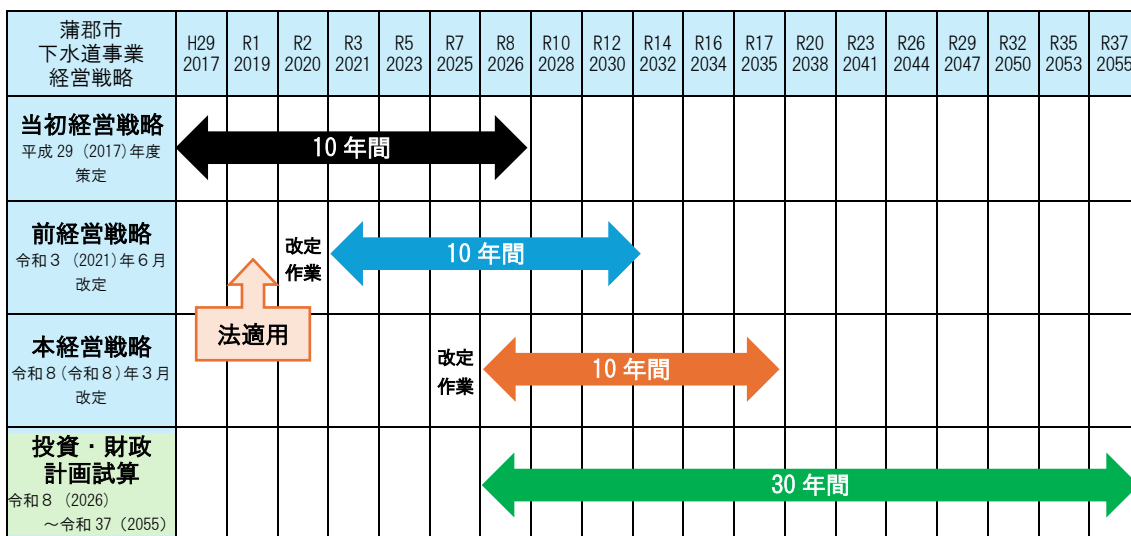 蒲郡市
下水道事業
経営戦略
H29 R1 R2 R3 R5 R7 R8 R10 R12 R14 R16 R17 R20 R23 R26 R29 R32 R35 R37
2017 2019 2020 2021 2023 2025 2026 2028 2030 2032 2034 2035 2038 2041 2044 2047 2050 2053 2055
当初経営戦略
平成29(2017)年度
策定
10年間
前経営戦略
令和3(2021)年6月
改定
改定
作業
10年間
法適用
本経営戦略
令和8(令和8)年3月
改定
改定
作業
10年間
投資・財政
計画試算
令和8(2026)
~令和37(2055)
30年間